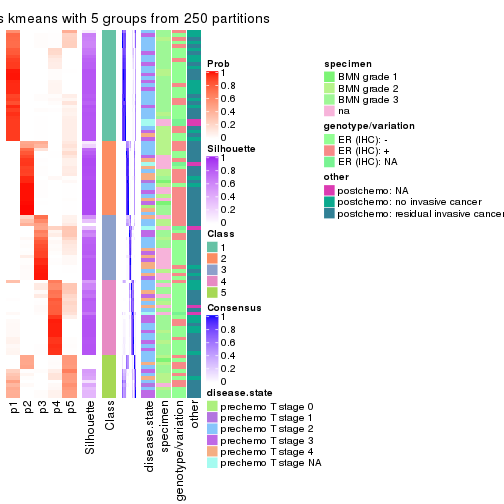 s kmeans with 5 groups from 250 partitions
Prob
1
0.8
0.6
0.4
0.2
0
Silhouette
1
0.8
0.6
0.4
0.2
0
Class
1
2
3
4
5
Consensus
1
0.8
0.6
0.4
0.2
0
disease.state
prechemo T stage 0
prechemo T stage 1
prechemo T stage 2
prechemo T stage 3
prechemo T stage 4
prechemo T stage NA
specimen
BMN grade 1
BMN grade 2
BMN grade 3
na
genotype/variation
ER (IHC): -
ER (IHC): +
ER (IHC): NA
other
postchemo: NA
postchemo: no invasive cancer
postchemo: residual invasive cancer
p1
p2
p3
p4
p5
Silhouette
Class
disease.state
specimen
genotype/variation
other